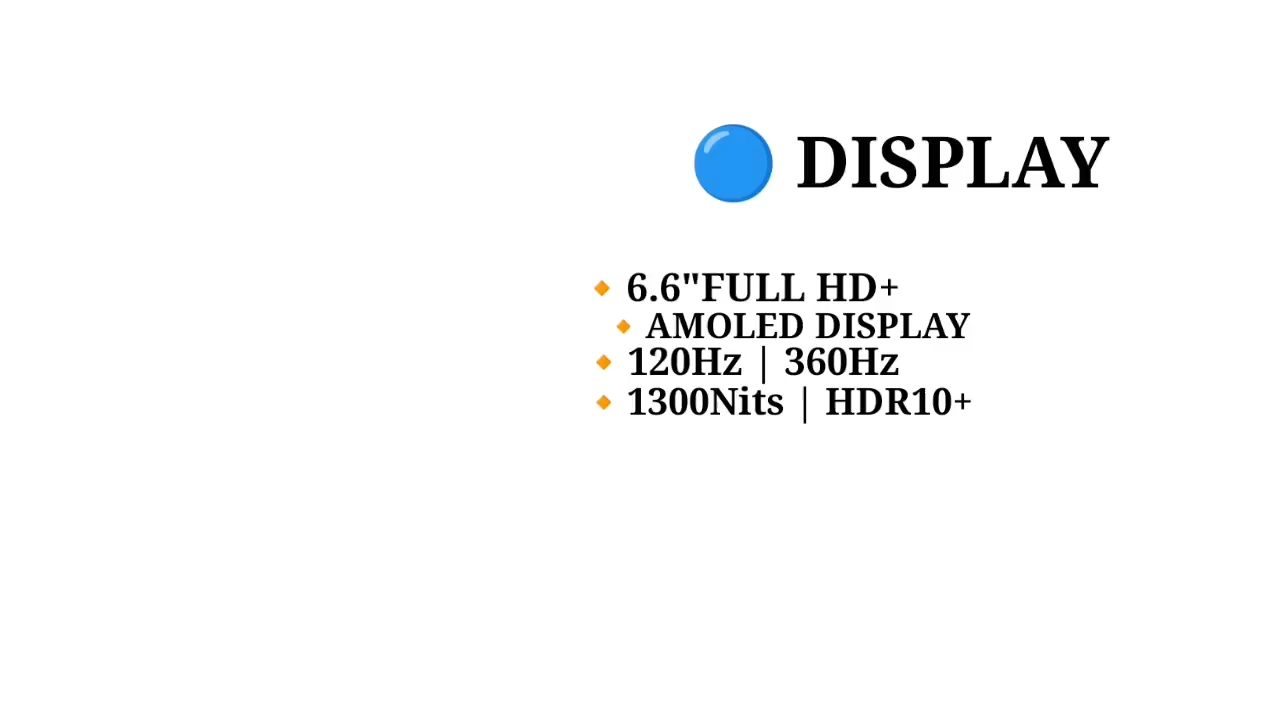 🔵 DISPLAY
🔸6.6"FULL HD+
🔸AMOLED DISPLAY
🔸120Hz | 360Hz
🔸1300Nits | HDR10+